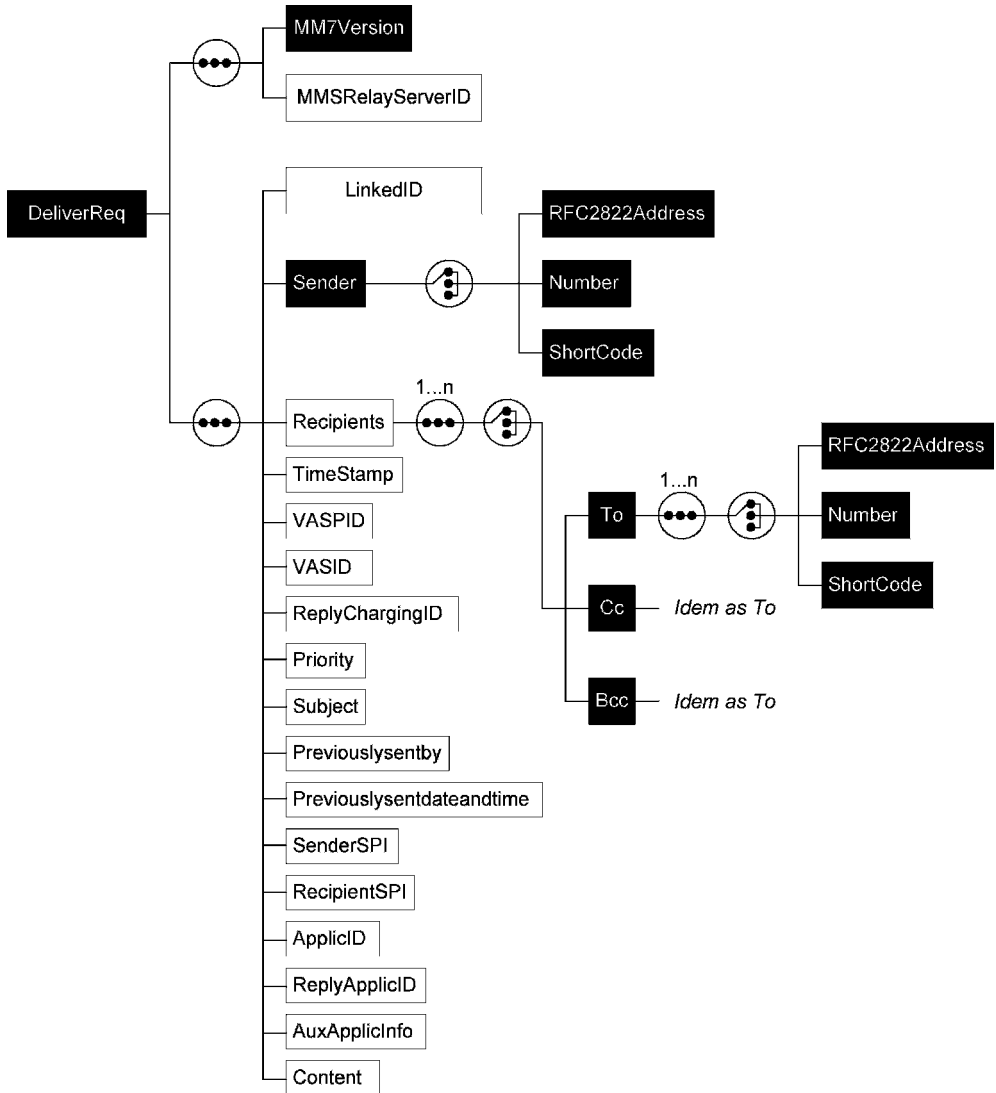 MM7Version
MMSRelayServerID
LinkedID
DeliverReq
RFC2822Address
Sender
Number
ShortCode
1...n
Recipients
RFC2822Address
TimeStamp
1...n
VASPID
To
Number
VASID
ShortCode
ReplyChargingID
Cc
Idem as To
Priority
Subject
Bcc
Idem as To
Previouslysentby
Previouslysentdateandtime
SenderSPI
RecipientSPI
ApplicID
ReplyApplicID
AuxApplicInfo
Content